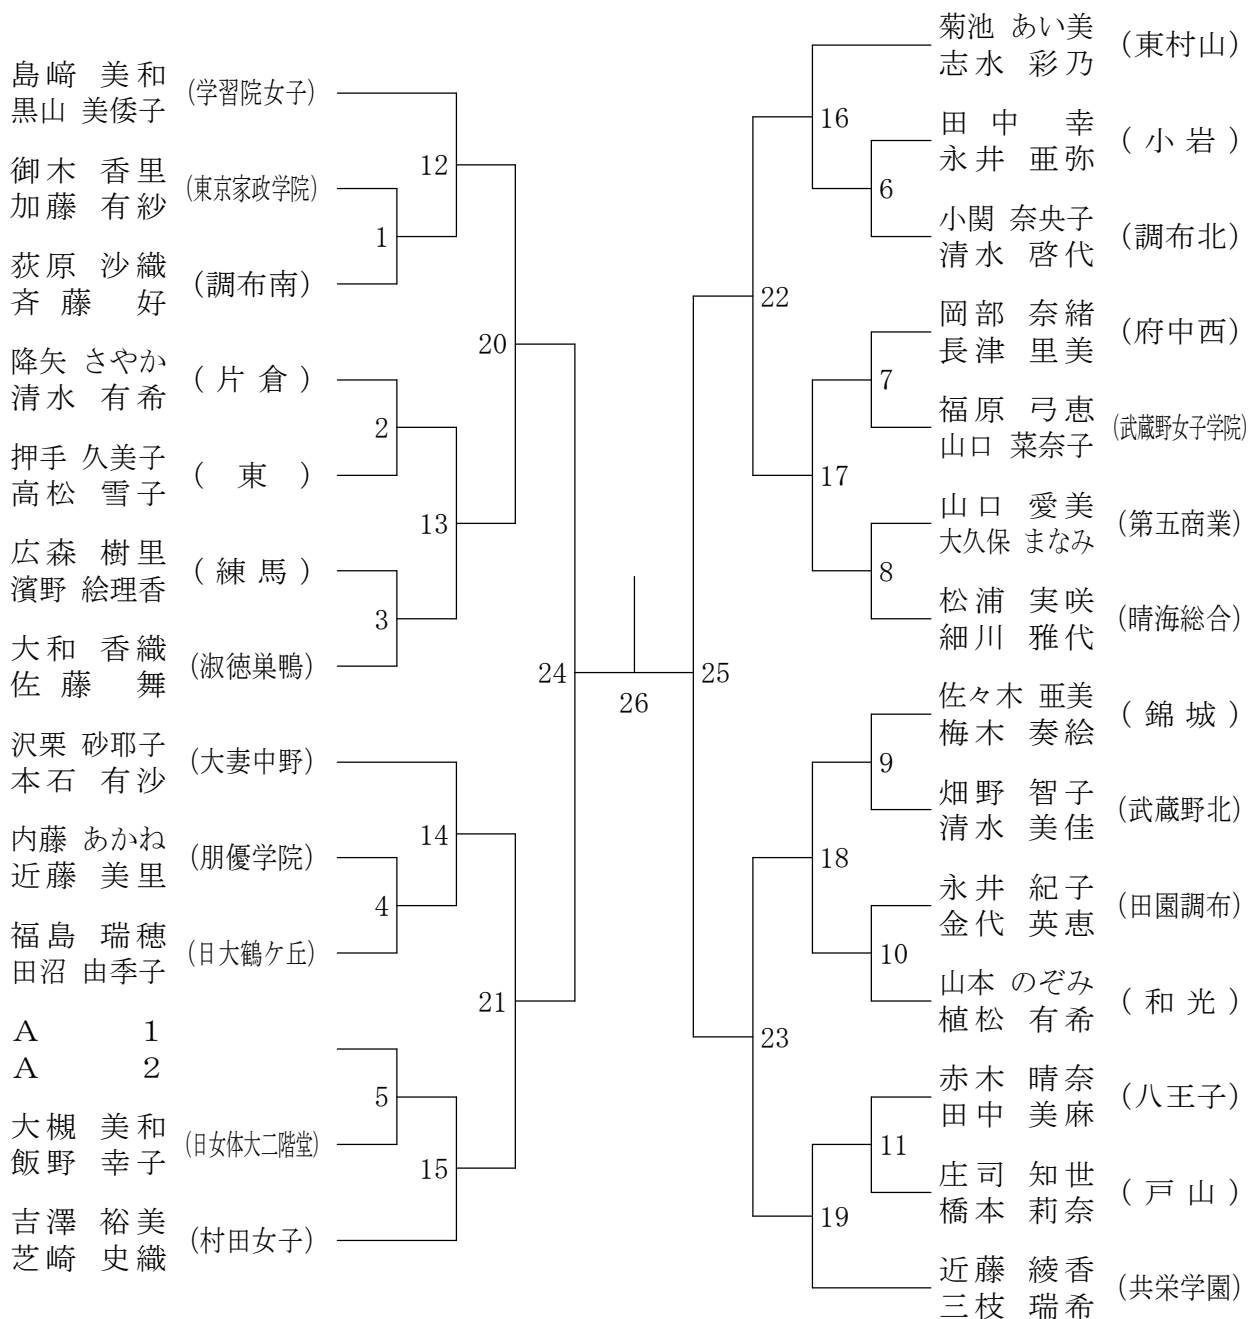 島﨑 美和
黒山 美倭子
(学習院女子)
12
御木 香里
加藤 有紗
(東京家政学院)
1
荻原 沙織
斉藤 好
(調布南)
20
降矢 さやか
清水 有希
(片倉)
2
押手 久美子
高松 雪子
(東)
13
広森 樹里
濱野 絵理香
(練馬)
3
大和 香織
佐藤 舞
(淑徳巣鴨)
24
沢栗 砂耶子
本石 有沙
(大妻中野)
14
内藤 あかね
近藤 美里
(朋優学院)
4
福島 瑞穂
田沼 由季子
(日大鶴ケ丘)
21
A 1
A 2
5
大槻 美和
飯野 幸子
(日女体大二階堂)
15
吉澤 裕美
芝崎 史織
(村田女子)
26
菊池 あい美
志水 彩乃
(東村山)
16
田中 幸
永井 亜弥
(小岩)
6
小関 奈央子
清水 啓代
(調布北)
22
岡部 奈緒
長津 里美
(府中西)
7
福原 弓恵
山口 菜奈子
(武蔵野女子学院)
17
山口 愛美
大久保 まなみ
(第五商業)
8
松浦 実咲
細川 雅代
(晴海総合)
25
佐々木 亜美
梅木 奏絵
(錦城)
9
畑野 智子
清水 美佳
(武蔵野北)
18
永井 紀子
金代 英恵
(田園調布)
10
山本 のぞみ
植松 有希
(和光)
23
赤木 晴奈
田中 美麻
(八王子)
11
庄司 知世
橋本 莉奈
(戸山)
19
近藤 綾香
三枝 瑞希
(共栄学園)